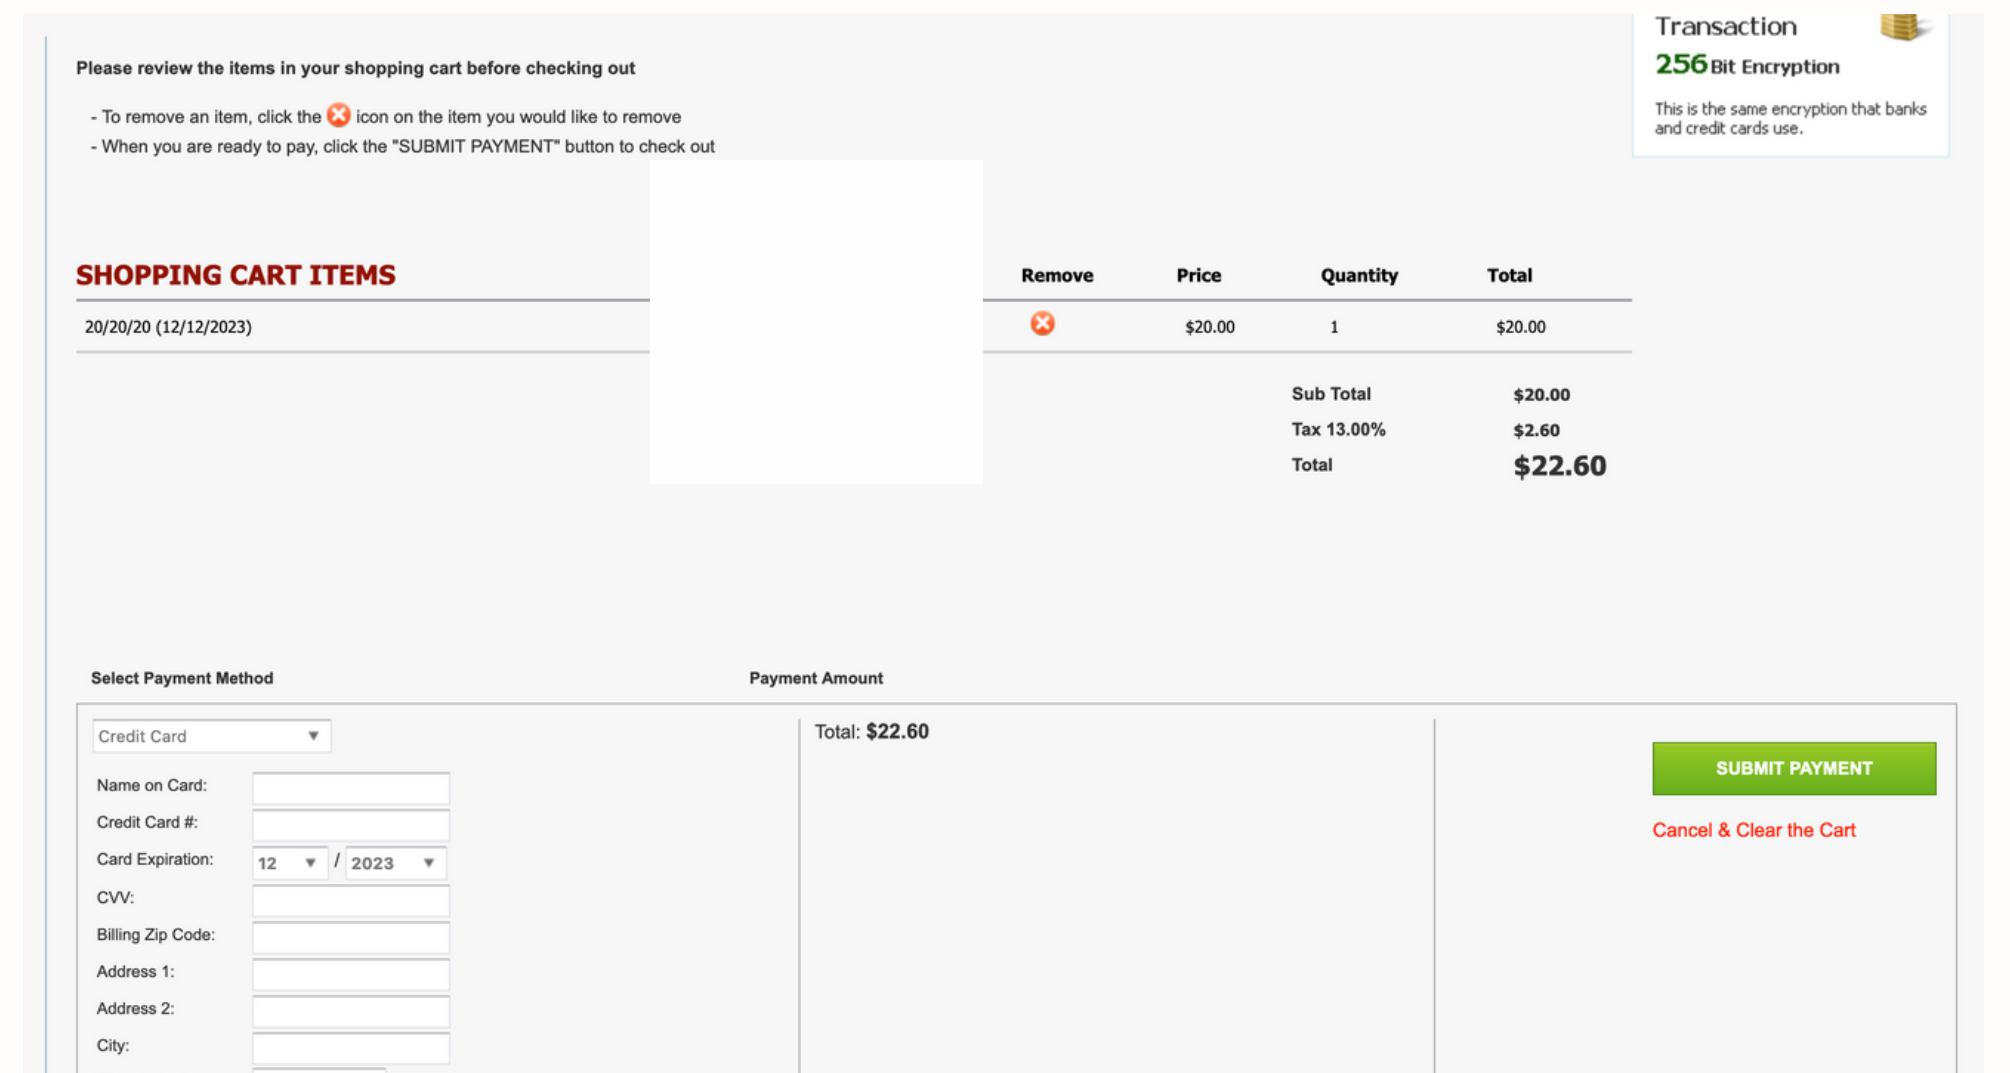 Transaction
256 Bit Encryption
This is the same encryption that banks
and credit cards use.
Please review the items in your shopping cart before checking out
- To remove an item, click the icon on the item you would like to remove
- When you are ready to pay, click the "SUBMIT PAYMENT" button to check out
SHOPPING CART ITEMS Remove Price Quantity Total
20/20/20 (12/12/2023) $20.00 1 $20.00
Sub Total $20.00
Tax 13.00% $2.60
Total $22.60
Select Payment Method Payment Amount
Credit Card Total: $22.60
SUBMIT PAYMENT
Name on Card:
Credit Card #:
Cancel & Clear the Cart
Card Expiration: 12 / 2023
CVV:
Billing Zip Code:
Address 1:
Address 2:
City: